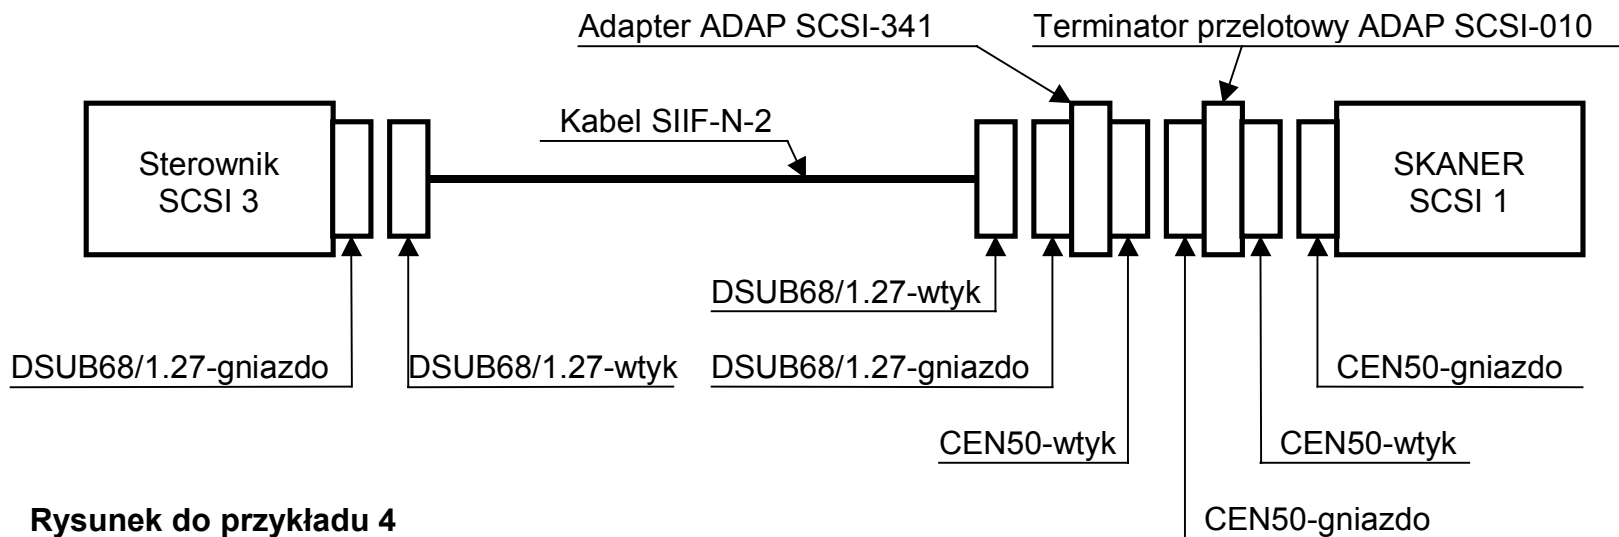 Adapter ADAP SCSI-341
Terminator przelotowy ADAP SCSI-010
Kabel SIIF-N-2
Sterownik
SCSI 3
SKANER
SCSI 1
DSUB68/1.27-wtyk
DSUB68/1.27-gniazdo
DSUB68/1.27-wtyk
DSUB68/1.27-gniazdo
CEN50-gniazdo
CEN50-wtyk
CEN50-wtyk
Rysunek do przykładu 4
CEN50-gniazdo